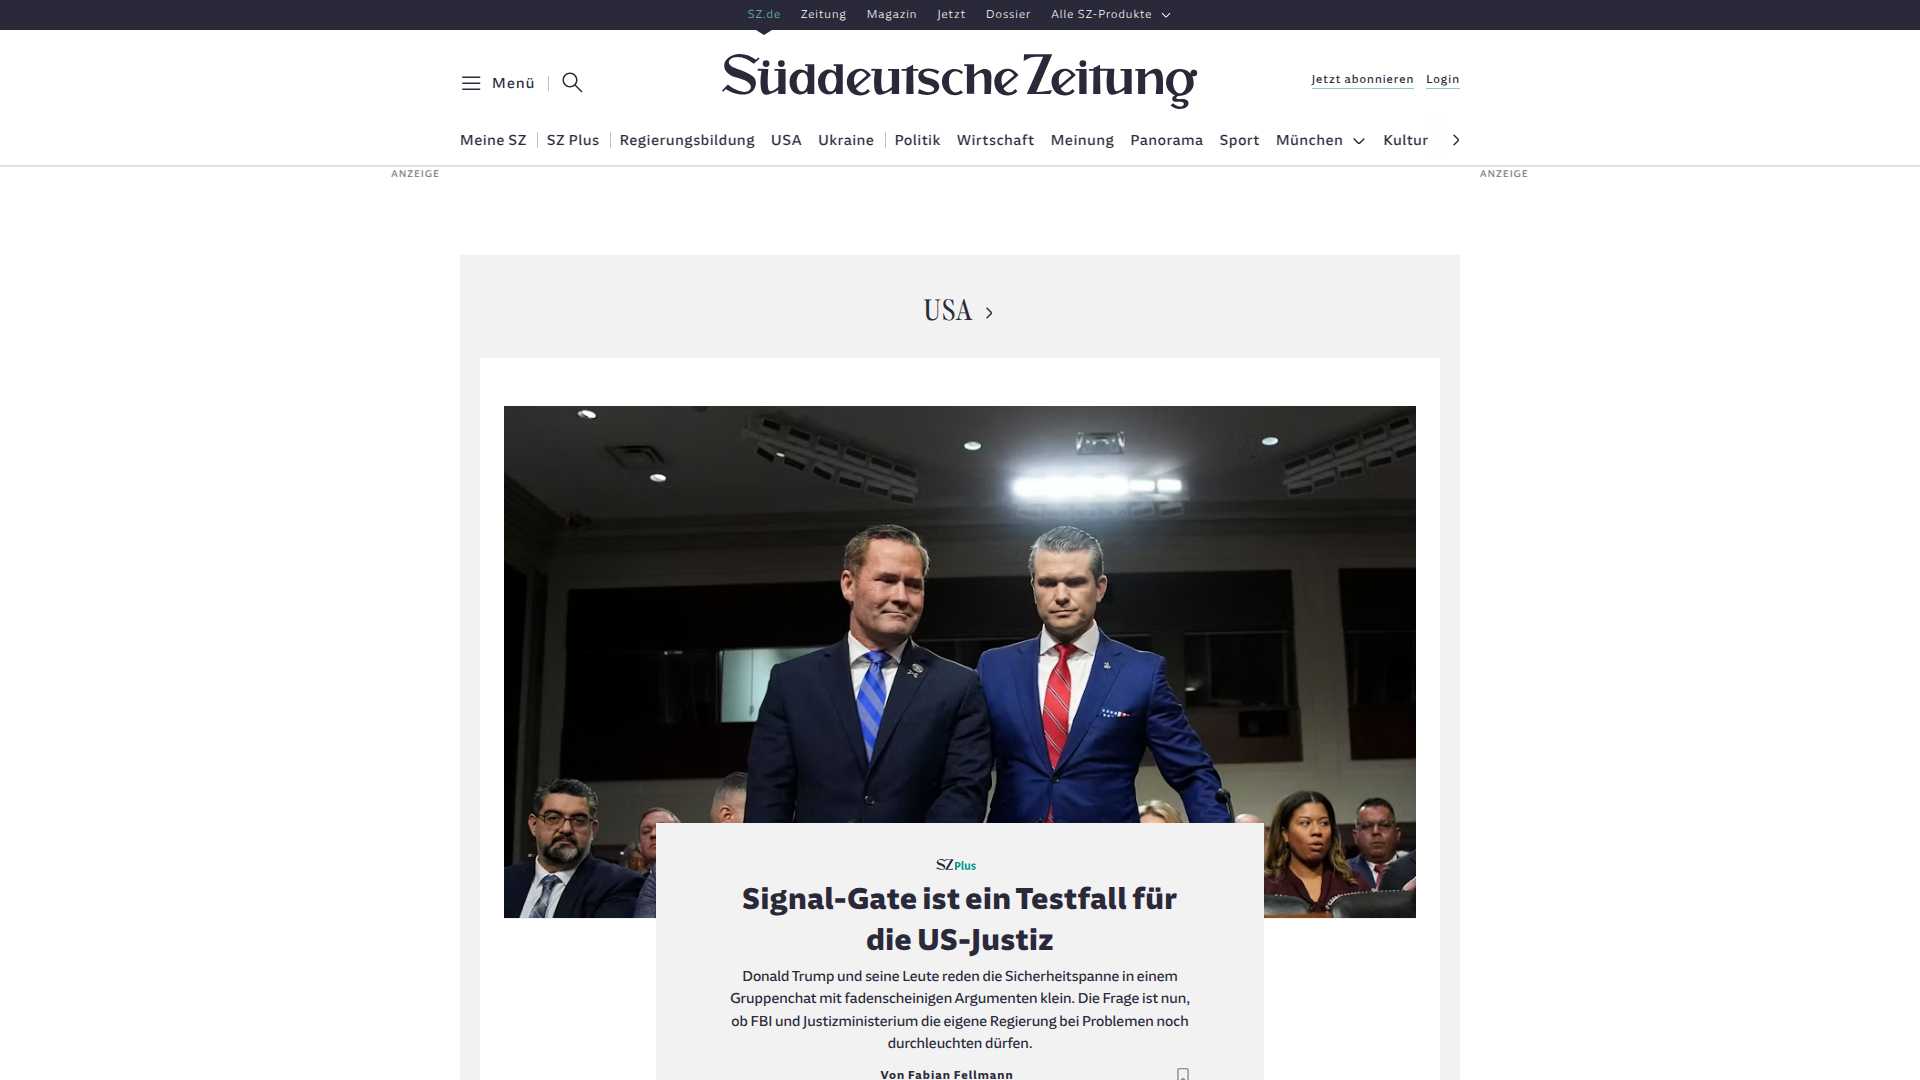 SZ.de Zeitung Magazin Jetzt Dossier Alle SZ-Produkte
Menü
Süddeutsche Zeitung
Jetzt abonnieren Login
Meine SZ SZ Plus Regierungsbildung USA Ukraine Politik Wirtschaft Meinung Panorama Sport München Kultur
ANZEIGE
ANZEIGE
USA
SZ Plus
Signal-Gate ist ein Testfall für
die US-Justiz
Donald Trump und seine Leute reden die Sicherheitspanne in einem
Gruppenchat mit fadenscheinigen Argumenten klein. Die Frage ist nun,
ob FBI und Justizministerium die eigene Regierung bei Problemen noch
durchleuchten dürfen.
Von Fabian Fellmann